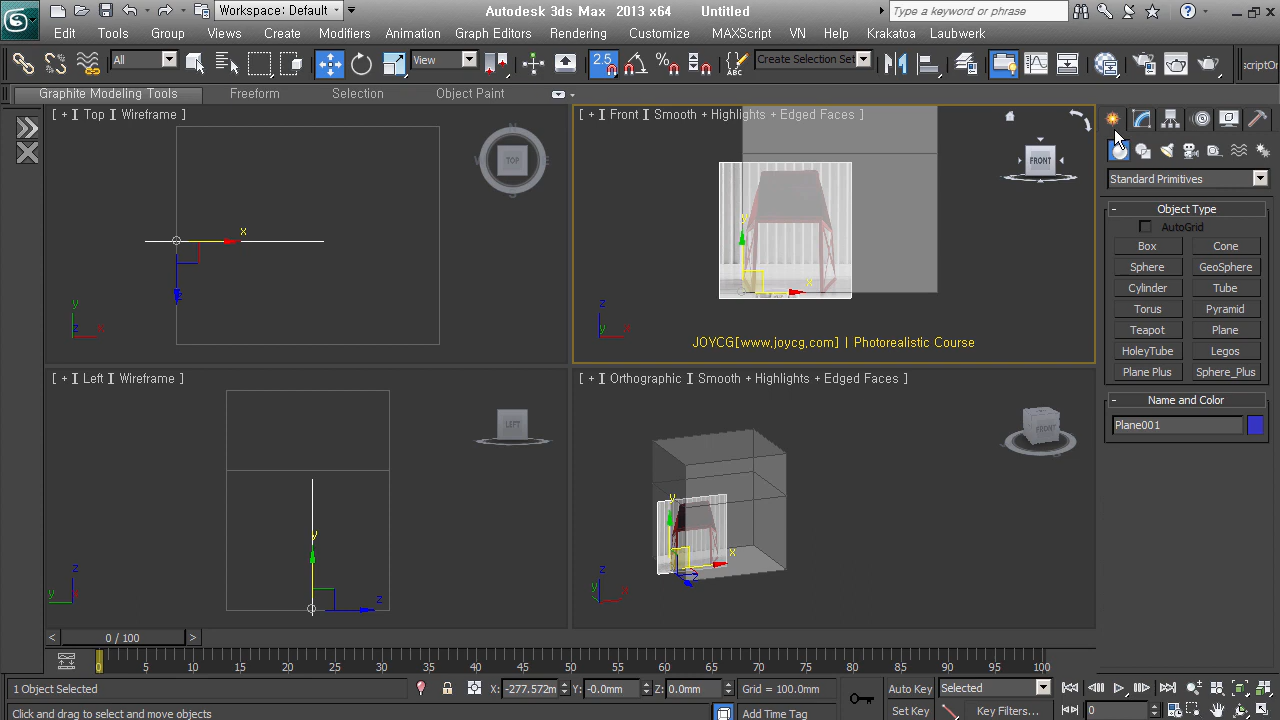 Workspace: Default
Autodesk 3ds Max 2013 x64 Untitled
Type a keyword or phrase
Edit Tools Group Views Create Modifiers Animation Graph Editors Rendering Customize MAXScript VN Help Krakatoa Laubwerk
All View 2.5 Create Selection Set
Graphite Modeling Tools Freeform Selection Object Paint
[ + ] [ Top ] [ Wireframe ]
TOP
[ + ] [ Front ] [ Smooth + Highlights + Edged Faces ]
FRONT
JOYCG[www.joycg.com] | Photorealistic Course
[ + ] [ Left ] [ Wireframe ]
LEFT
[ + ] [ Orthographic ] [ Smooth + Highlights + Edged Faces ]
FRONT
Standard Primitives
- Object Type
AutoGrid
Box Cone
Sphere GeoSphere
Cylinder Tube
Torus Pyramid
Teapot Plane
HoleyTube Legos
Plane Plus Sphere_Plus
- Name and Color
Plane001
< 0 / 100 >
0 5 10 15 20 25 30 35 40 45 50 55 60 65 70 75 80 85 90 95 100
1 Object Selected X: -277.572m Y: -0.0mm Z: 0.0mm Grid = 100.0mm Auto Key Selected
Click and drag to select and move objects Add Time Tag Set Key Key Filters... 0